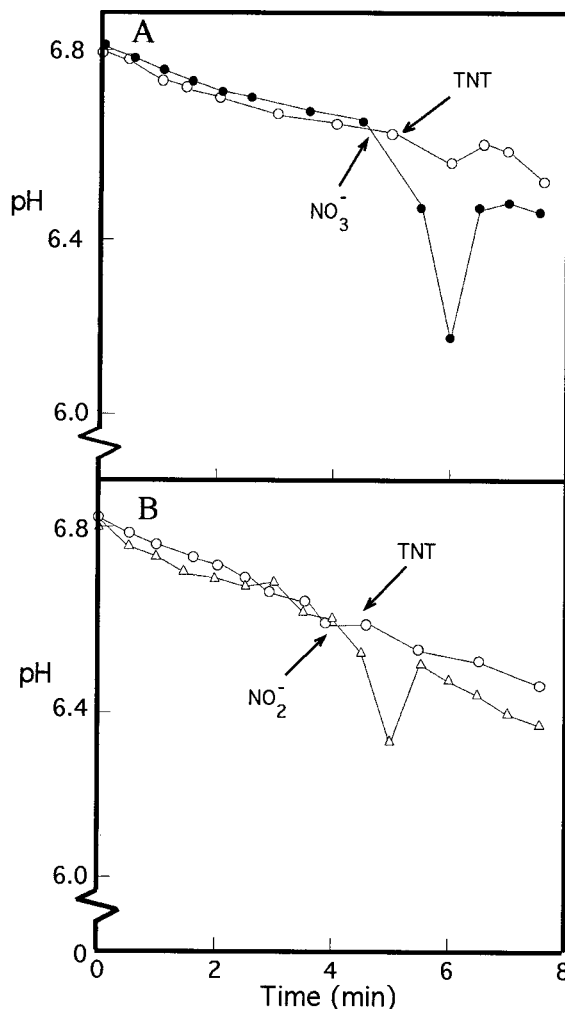 A
6.8
TNT
pH
NO₃⁻
6.4
6.0
B
6.8
TNT
pH
NO₂⁻
6.4
6.0
0
0 2 4 6 8
Time (min)